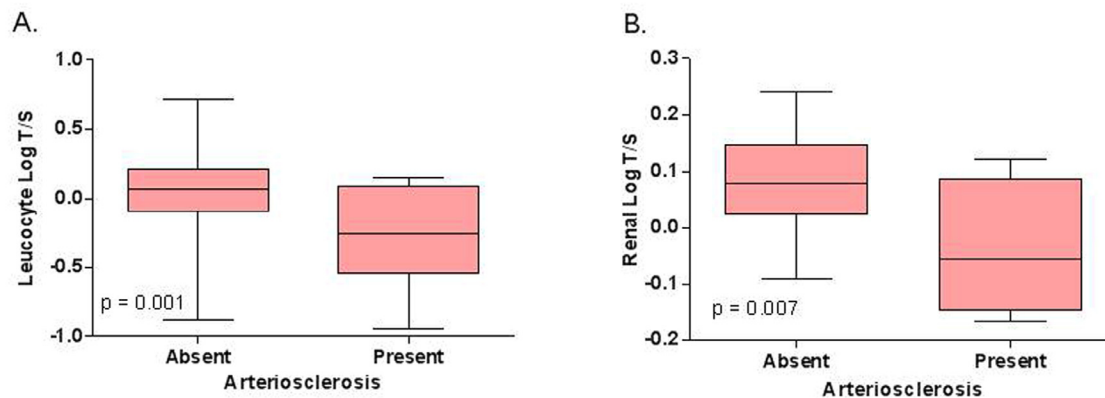 A.
Leucocyte Log T/S
1.0
0.5
0.0
-0.5
-1.0
p = 0.001
Absent Present
Arteriosclerosis
B.
Renal Log T/S
0.3
0.2
0.1
0.0
-0.1
-0.2
p = 0.007
Absent Present
Arteriosclerosis